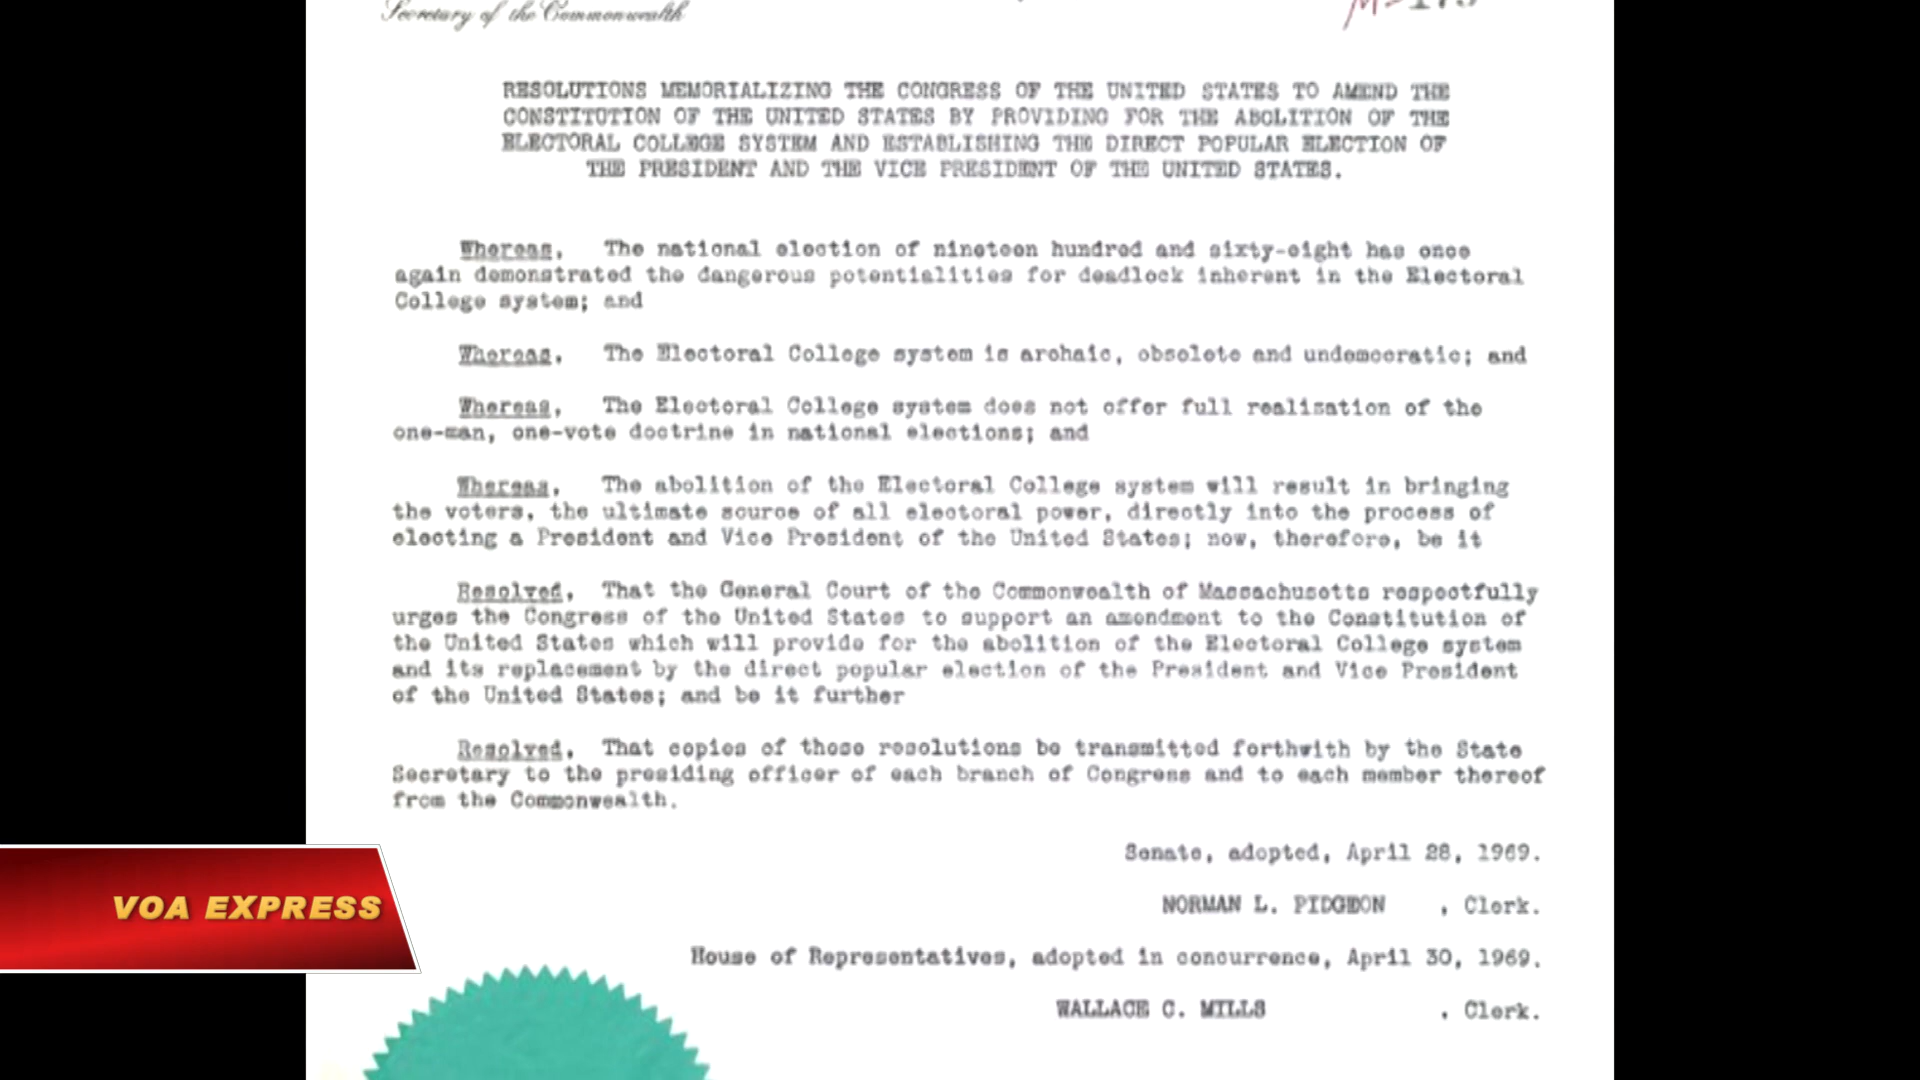 Secretary of the Commonwealth
RESOLUTIONS MEMORIALIZING THE CONGRESS OF THE UNITED STATES TO AMEND THE
CONSTITUTION OF THE UNITED STATES BY PROVIDING FOR THE ABOLITION OF THE
ELECTORAL COLLEGE SYSTEM AND ESTABLISHING THE DIRECT POPULAR ELECTION OF
THE PRESIDENT AND THE VICE PRESIDENT OF THE UNITED STATES.
Whereas, The national election of nineteen hundred and sixty-eight has once
again demonstrated the dangerous potentialities for deadlock inherent in the Electoral
College system; and
Whereas, The Electoral College system is archaic, obsolete and undemocratic; and
Whereas, The Electoral College system does not offer full realization of the
one-man, one-vote doctrine in national elections; and
Whereas, The abolition of the Electoral College system will result in bringing
the voters, the ultimate source of all electoral power, directly into the process of
electing a President and Vice President of the United States; now, therefore, be it
Resolved, That the General Court of the Commonwealth of Massachusetts respectfully
urges the Congress of the United States to support an amendment to the Constitution of
the United States which will provide for the abolition of the Electoral College system
and its replacement by the direct popular election of the President and Vice President
of the United States; and be it further
Resolved, That copies of these resolutions be transmitted forthwith by the State
Secretary to the presiding officer of each branch of Congress and to each member thereof
from the Commonwealth.
Senate, adopted, April 28, 1969.
NORMAN L. PIDGEON , Clerk.
House of Representatives, adopted in concurrence, April 30, 1969.
WALLACE C. MILLS , Clerk.
VOA EXPRESS